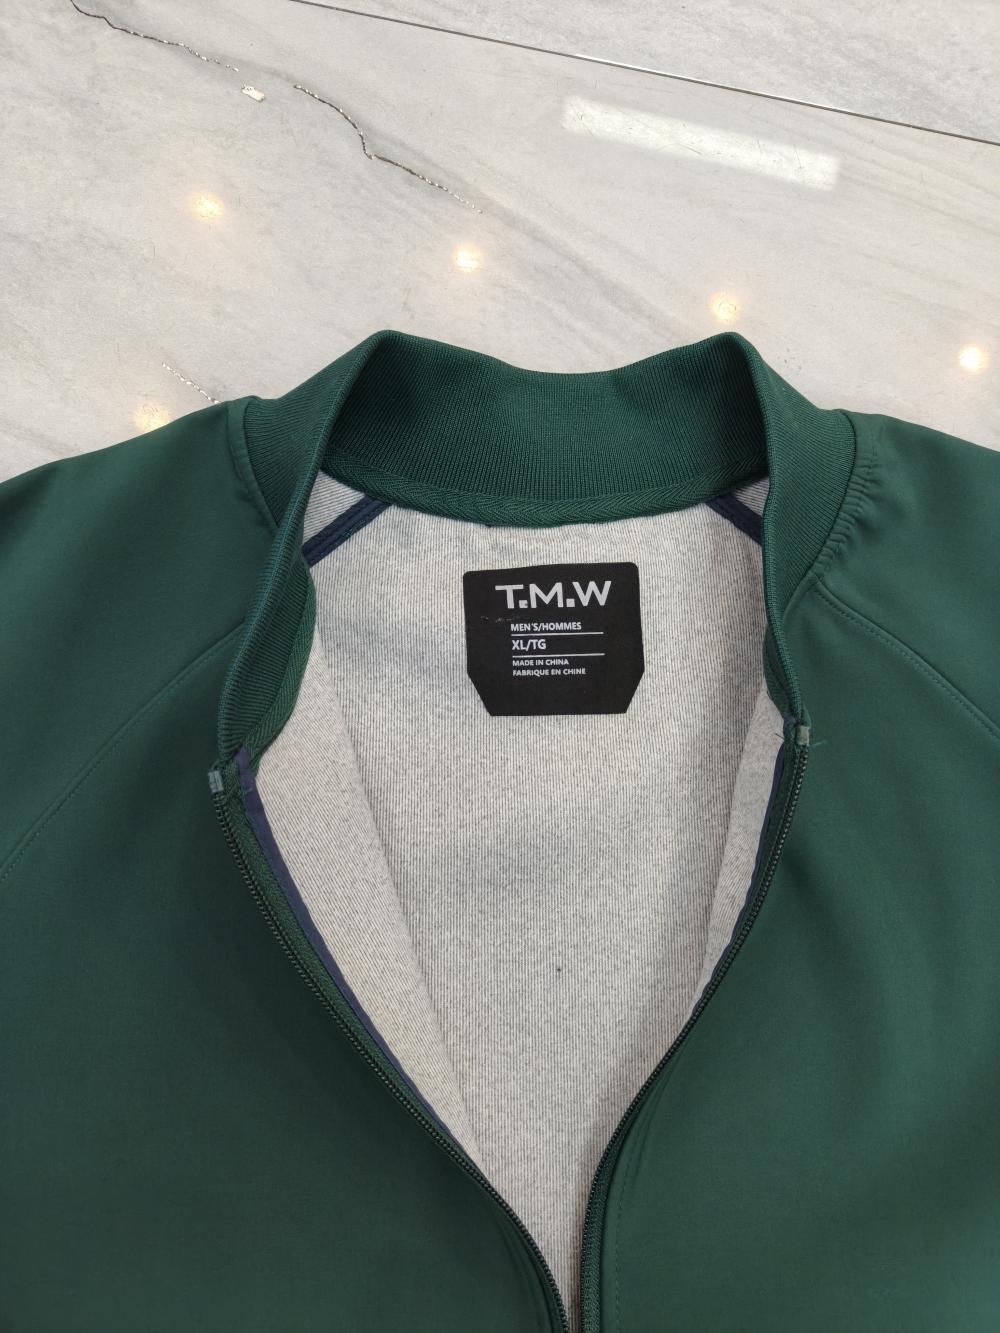 T.M.W
MEN'S/HOMMES
XL/TG
MADE IN CHINA
FABRIQUE EN CHINE